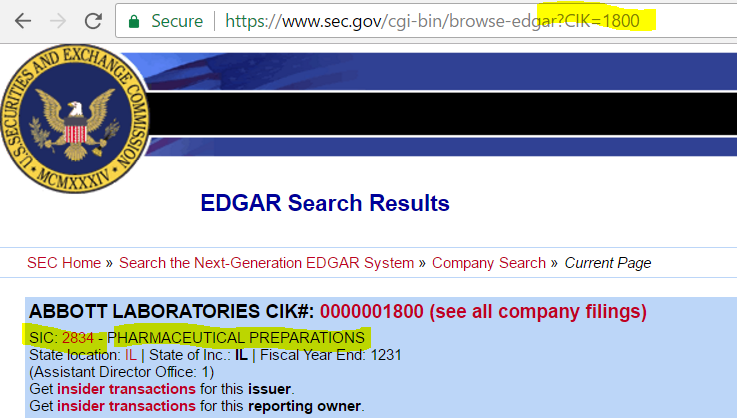 Secure | https://www.sec.gov/cgi-bin/browse-edgar?CIK=1800
U.S. SECURITIES AND EXCHANGE COMMISSION
MCMXXXIV
EDGAR Search Results
SEC Home » Search the Next-Generation EDGAR System » Company Search » Current Page
ABBOTT LABORATORIES CIK#: 0000001800 (see all company filings)
SIC: 2834 - PHARMACEUTICAL PREPARATIONS
State location: IL | State of Inc.: IL | Fiscal Year End: 1231
(Assistant Director Office: 1)
Get insider transactions for this issuer.
Get insider transactions for this reporting owner.